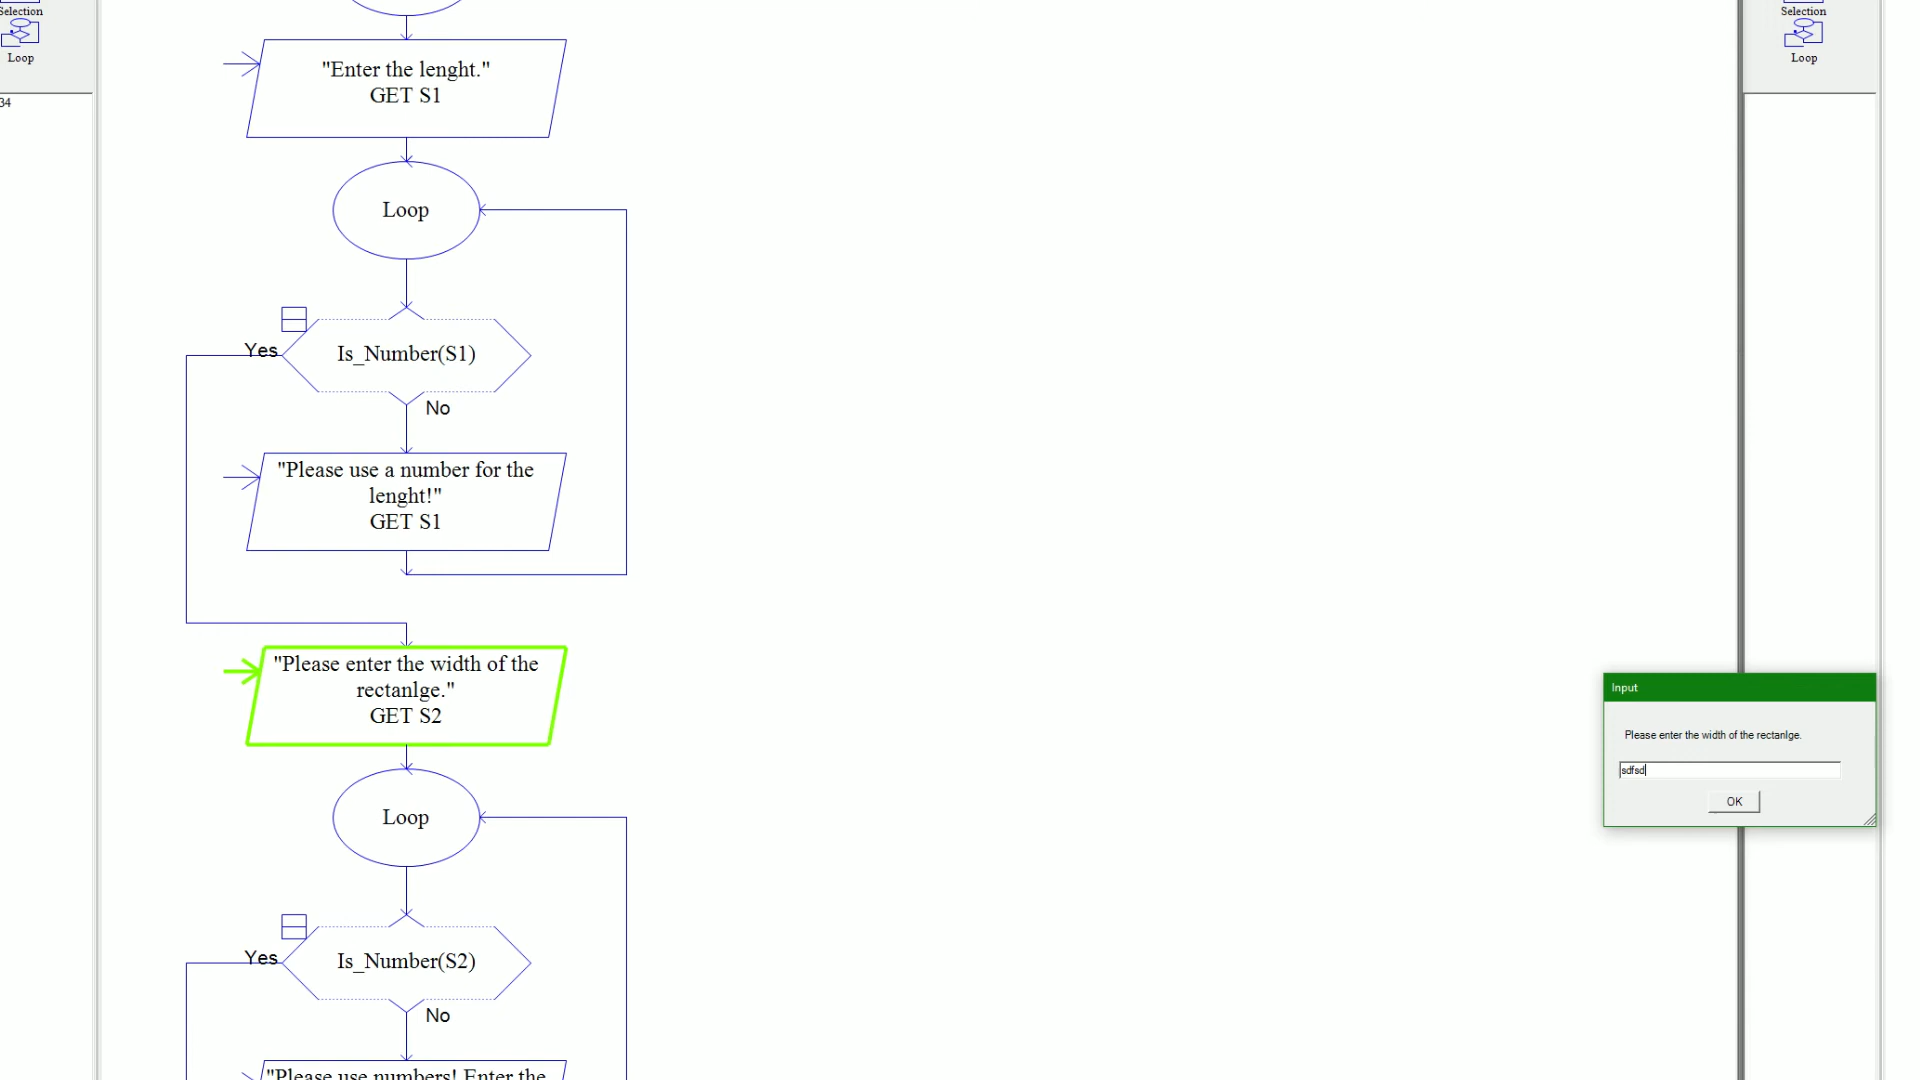 Selection
Loop
34
"Enter the lenght."
GET S1
Loop
Yes
Is_Number(S1)
No
"Please use a number for the
lenght!"
GET S1
"Please enter the width of the
rectanlge."
GET S2
Loop
Yes
Is_Number(S2)
No
"Please use numbers! Enter the
Selection
Loop
Input
Please enter the width of the rectanlge.
sdfsd
OK